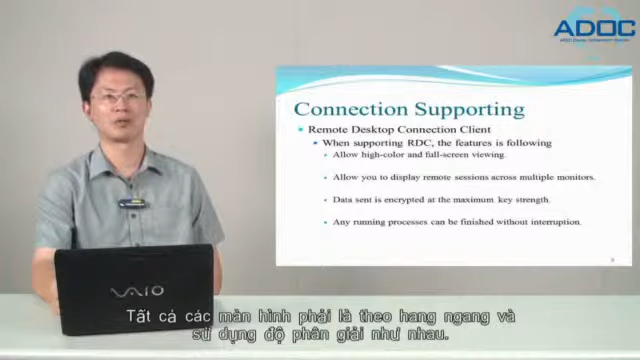 ADOC
Connection Supporting
Remote Desktop Connection Client
When supporting RDC, the features is following
Allow high-color and full-screen viewing.
Allow you to display remote sessions across multiple monitors.
Data sent is encrypted at the maximum key strength.
Any running processes can be finished without interruption.
VAIO
Tất cả các màn hình phải là theo hang ngang và
sử dụng độ phân giải như nhau.